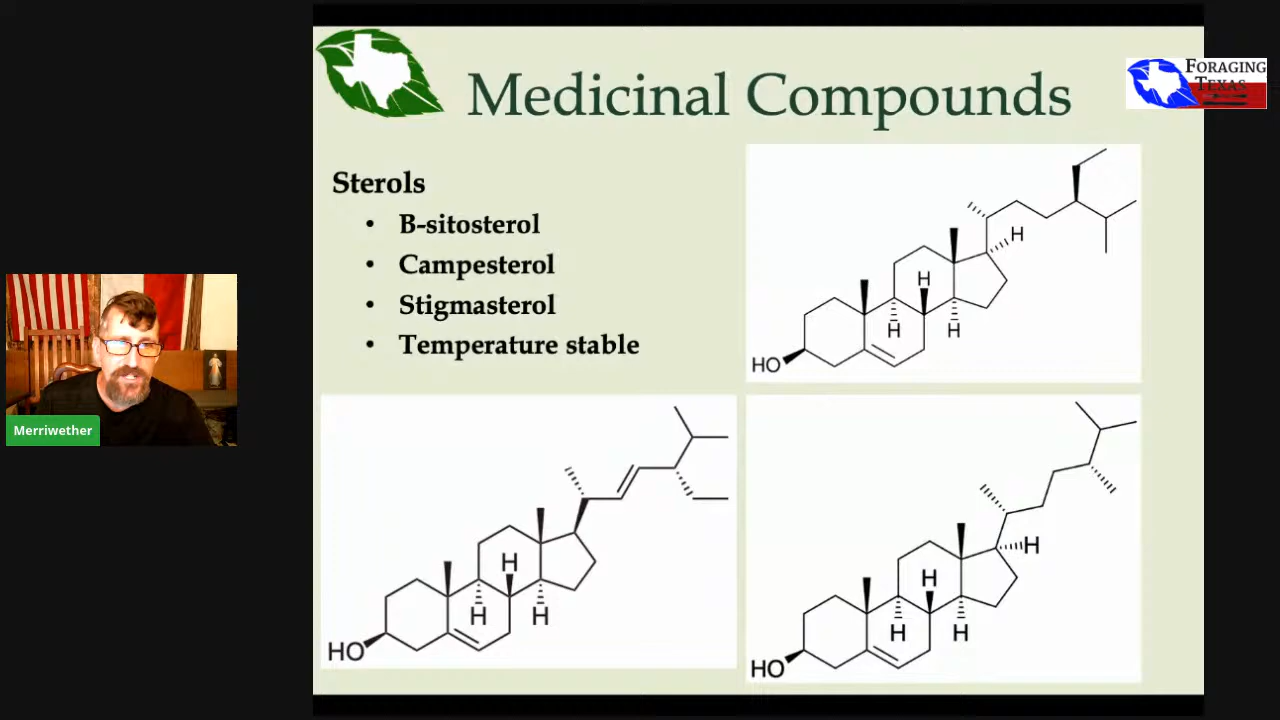 Medicinal Compounds
FORAGING
TEXAS
Sterols
• B-sitosterol
• Campesterol
• Stigmasterol
• Temperature stable
H
H
H
H
HO
Merriwether
H
H
H
HO
H
H
H
H
HO